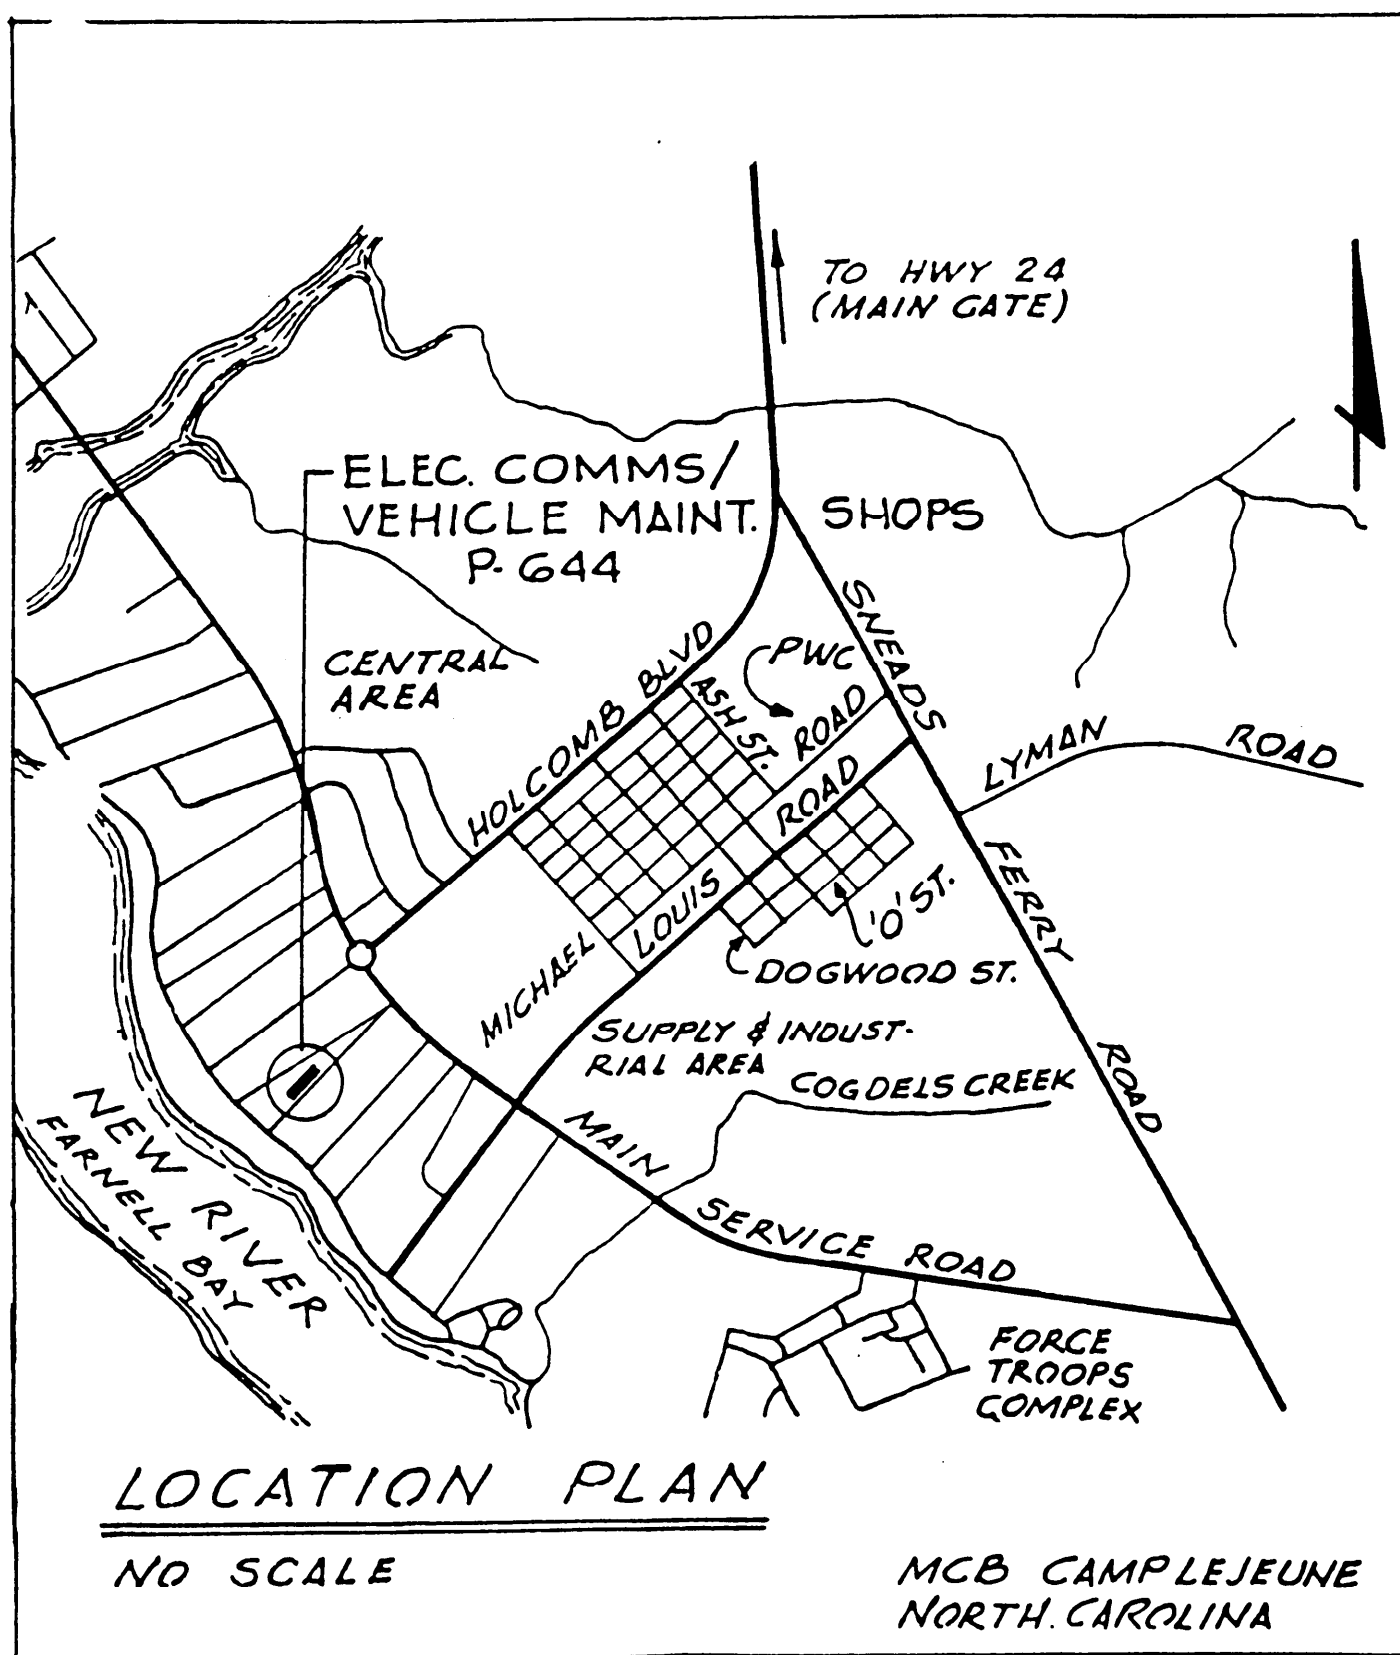 TO HWY 24
(MAIN GATE)
ELEC. COMMS/
VEHICLE MAINT. SHOPS
P-644
CENTRAL
AREA
HOLCOMB BLVD
ASH ST.
PWC
SNEADS FERRY ROAD
LYMAN ROAD
ROAD
MICHAEL ROAD
LOUIS
'O' ST.
DOGWOOD ST.
SUPPLY & INDUST-
RIAL AREA
COGDELS CREEK
NEW RIVER
FARNELL BAY
MAIN SERVICE ROAD
FORCE
TROOPS
COMPLEX
LOCATION PLAN
NO SCALE
MCB CAMP LEJEUNE
NORTH. CAROLINA